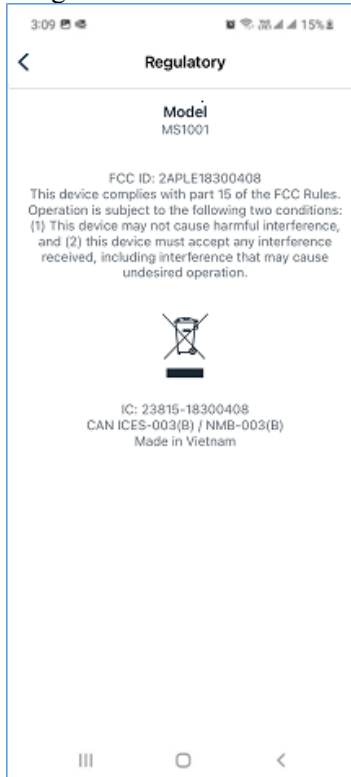 3:09 15%
Regulatory
Model
MS1001
FCC ID: 2APLE18300408
This device complies with part 15 of the FCC Rules.
Operation is subject to the following two conditions:
(1) This device may not cause harmful interference,
and (2) this device must accept any interference
received, including interference that may cause
undesired operation.
IC: 23815-18300408
CAN ICES-003(B) / NMB-003(B)
Made in Vietnam